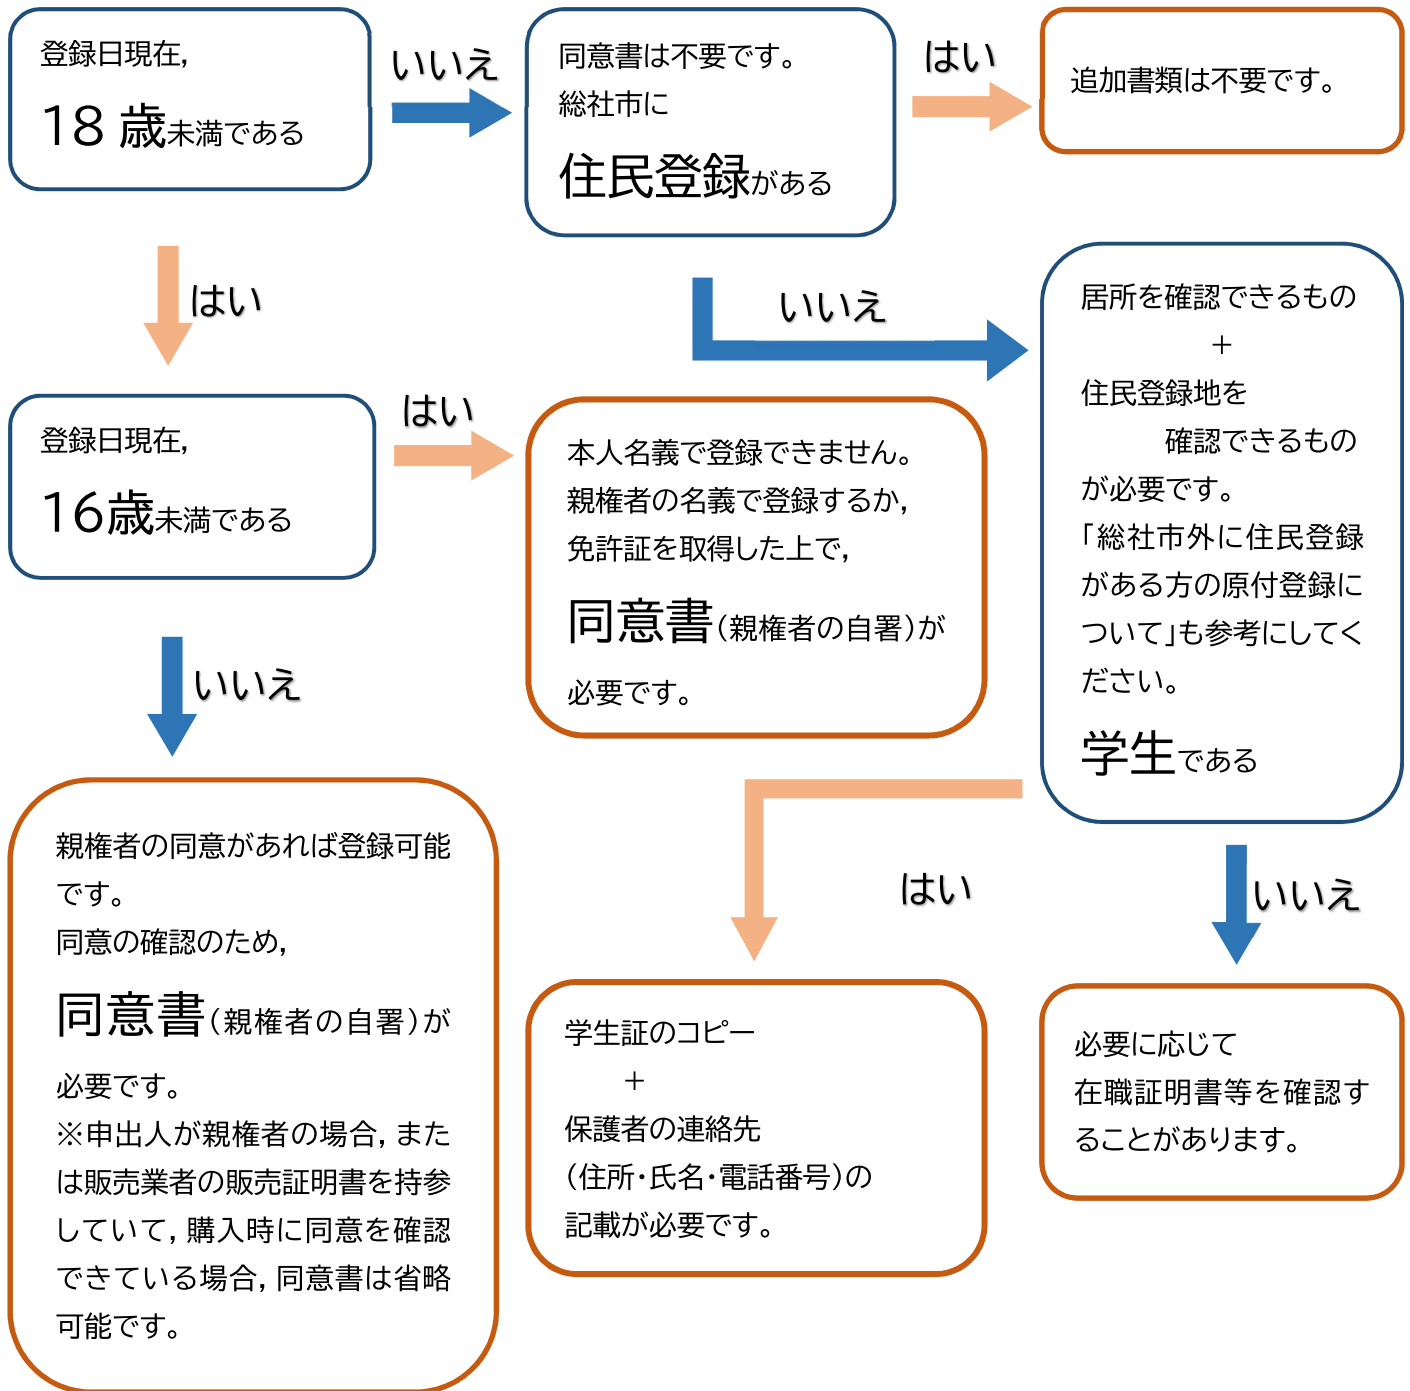 登録日現在,
18 歳未満である
いいえ
同意書は不要です。
総社市に
住民登録がある
はい
追加書類は不要です。
はい
いいえ
居所を確認できるもの
＋
住民登録地を
確認できるもの
が必要です。
「総社市外に住民登録
がある方の原付登録に
ついて」も参考にしてく
ださい。
学生である
登録日現在,
16歳未満である
はい
本人名義で登録できません。
親権者の名義で登録するか,
免許証を取得した上で,
同意書（親権者の自署）が
必要です。
いいえ
親権者の同意があれば登録可能
です。
同意の確認のため,
同意書（親権者の自署）が
必要です。
※申出人が親権者の場合,また
は販売業者の販売証明書を持参
していて,購入時に同意を確認
できている場合,同意書は省略
可能です。
はい
学生証のコピー
＋
保護者の連絡先
（住所・氏名・電話番号）の
記載が必要です。
いいえ
必要に応じて
在職証明書等を確認す
ることがあります。